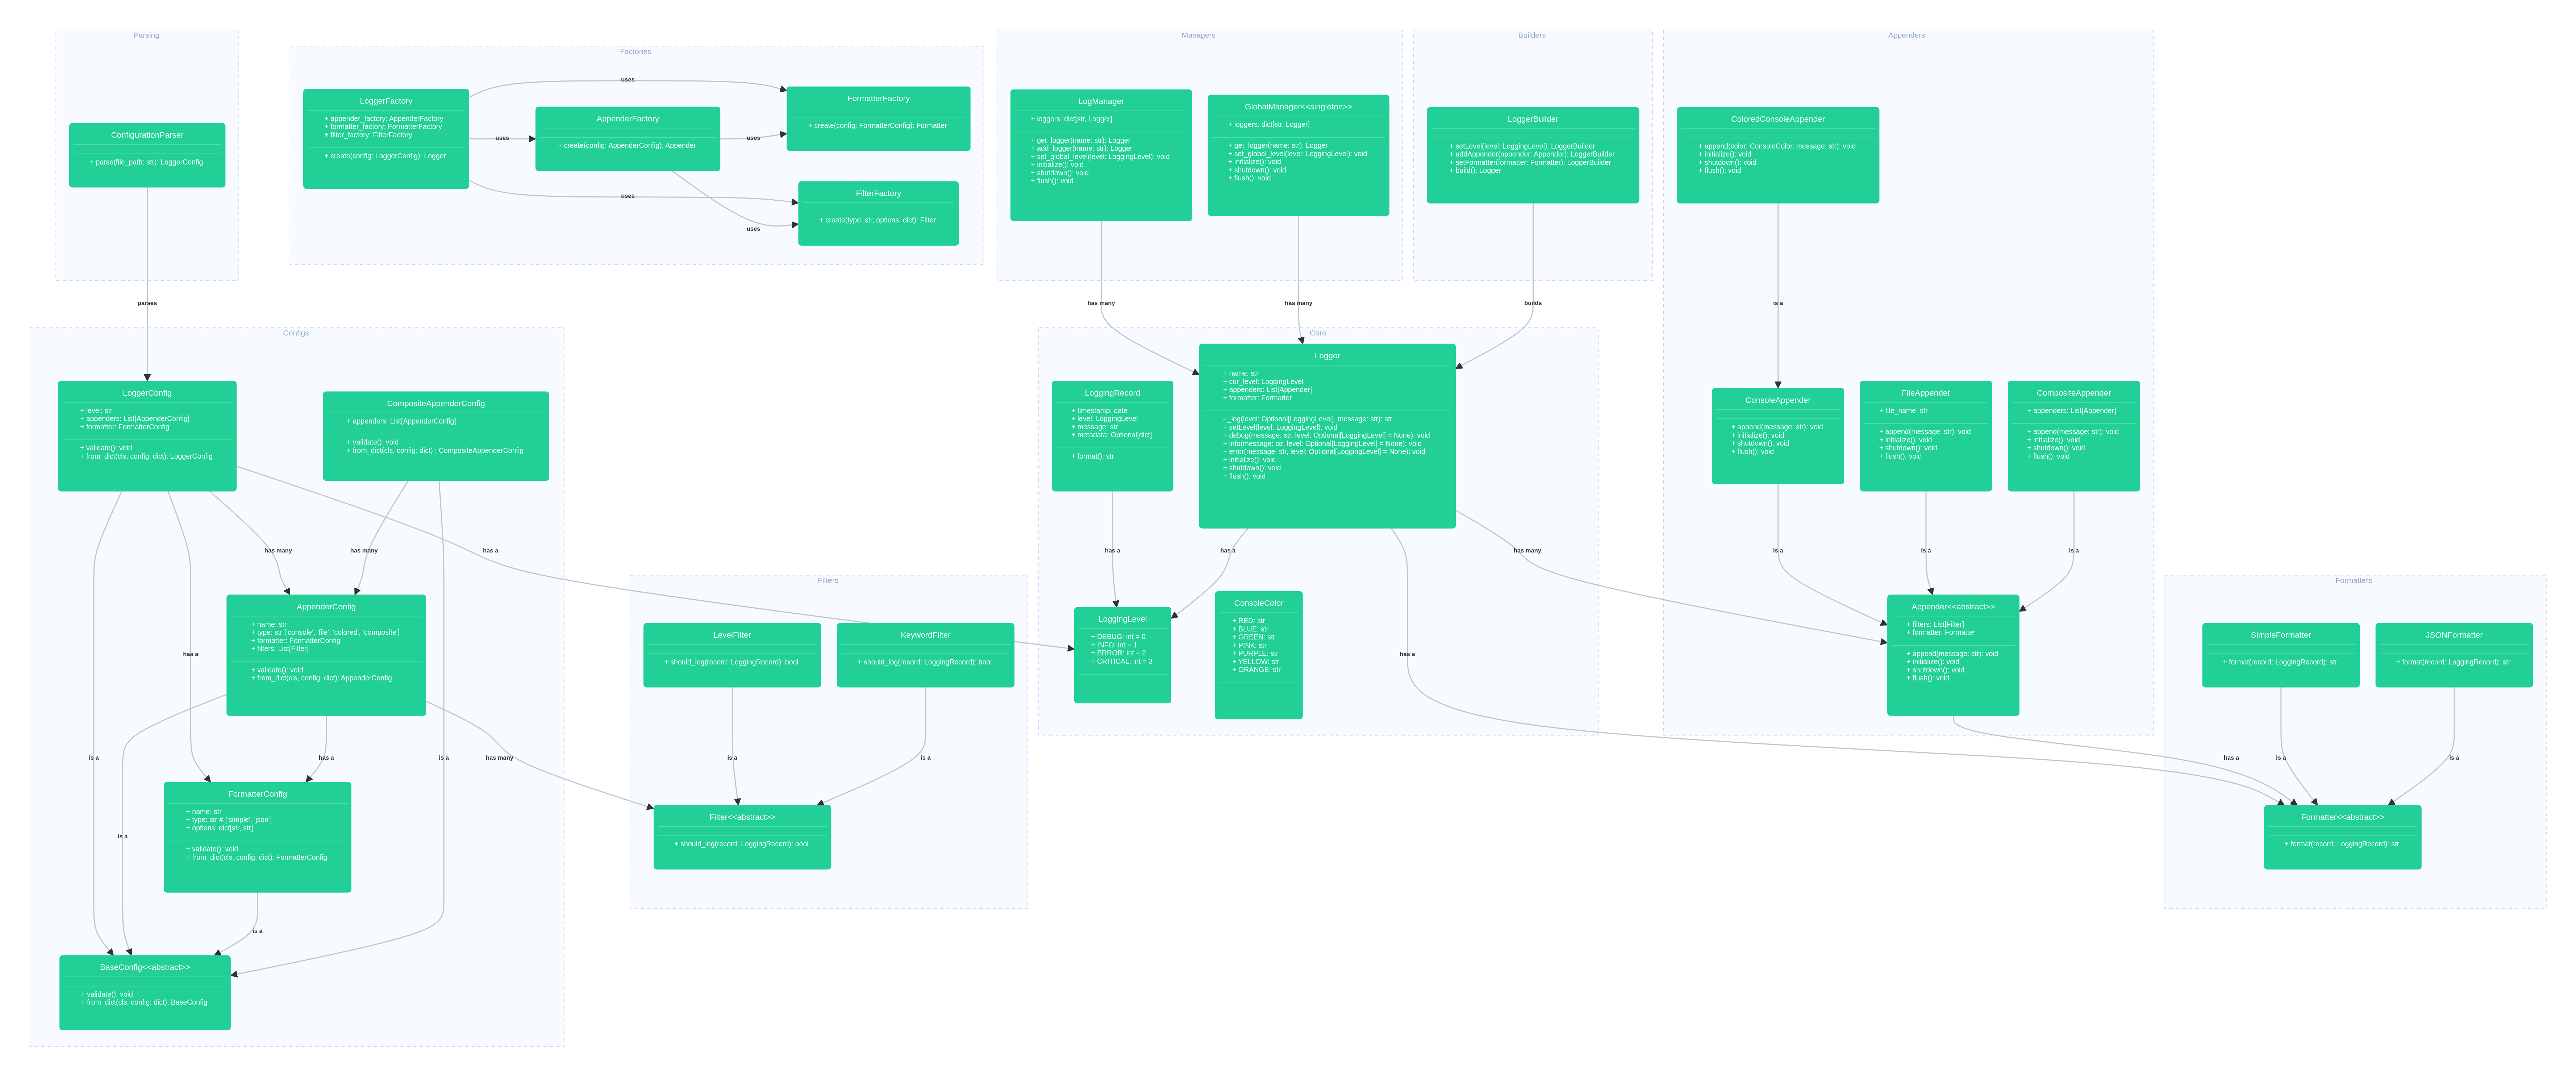 Parsing
ConfigurationParser
+ parse(file_path: str): LoggerConfig
parses
Factories
LoggerFactory
+ appender_factory: AppenderFactory
+ formatter_factory: FormatterFactory
+ filter_factory: FilterFactory
+ create(config: LoggerConfig): Logger
uses
uses
uses
AppenderFactory
+ create(config: AppenderConfig): Appender
uses
uses
FormatterFactory
+ create(config: FormatterConfig): Formatter
FilterFactory
+ create(type: str, options: dict): Filter
Managers
LogManager
+ loggers: dict[str, Logger]
+ get_logger(name: str): Logger
+ add_logger(name: str): Logger
+ set_global_level(level: LoggingLevel): void
+ initialize(): void
+ shutdown(): void
+ flush(): void
GlobalManager<<singleton>>
+ loggers: dict[str, Logger]
+ get_logger(name: str): Logger
+ set_global_level(level: LoggingLevel): void
+ initialize(): void
+ shutdown(): void
+ flush(): void
has many
has many
Builders
LoggerBuilder
+ setLevel(level: LoggingLevel): LoggerBuilder
+ addAppender(appender: Appender): LoggerBuilder
+ setFormatter(formatter: Formatter): LoggerBuilder
+ build(): Logger
builds
Appenders
ColoredConsoleAppender
+ append(color: ConsoleColor, message: str): void
+ initialize(): void
+ shutdown(): void
+ flush(): void
is a
ConsoleAppender
+ append(message: str): void
+ initialize(): void
+ shutdown(): void
+ flush(): void
FileAppender
+ file_name: str
+ append(message: str): void
+ initialize(): void
+ shutdown(): void
+ flush(): void
CompositeAppender
+ appenders: List[Appender]
+ append(message: str): void
+ initialize(): void
+ shutdown(): void
+ flush(): void
is a
is a
is a
Appender<<abstract>>
+ filters: List[Filter]
+ formatter: Formatter
+ append(message: str): void
+ initialize(): void
+ shutdown(): void
+ flush(): void
Configs
LoggerConfig
+ level: str
+ appenders: List[AppenderConfig]
+ formatter: FormatterConfig
+ validate(): void
+ from_dict(cls, config: dict): LoggerConfig
CompositeAppenderConfig
+ appenders: List[AppenderConfig]
+ validate(): void
+ from_dict(cls, config: dict) : CompositeAppenderConfig
has many
has many
has a
AppenderConfig
+ name: str
+ type: str ['console', 'file', 'colored', 'composite']
+ formatter: FormatterConfig
+ filters: List[Filter]
+ validate(): void
+ from_dict(cls, config: dict): AppenderConfig
has a
is a
has a
is a
has many
FormatterConfig
+ name: str
+ type: str # ['simple', 'json']
+ options: dict[str, str]
+ validate(): void
+ from_dict(cls, config: dict): FormatterConfig
is a
is a
BaseConfig<<abstract>>
+ validate(): void
+ from_dict(cls, config: dict): BaseConfig
Filters
LevelFilter
+ should_log(record: LoggingRecord): bool
KeywordFilter
+ should_log(record: LoggingRecord): bool
is a
is a
Filter<<abstract>>
+ should_log(record: LoggingRecord): bool
Core
LoggingRecord
+ timestamp: date
+ level: LoggingLevel
+ message: str
+ metadata: Optional[dict]
+ format(): str
Logger
+ name: str
+ cur_level: LoggingLevel
+ appenders: List[Appender]
+ formatter: Formatter
- _log(level: Optional[LoggingLevel], message: str): str
+ setLevel(level: LoggingLevel): void
+ debug(message: str, level: Optional[LoggingLevel] = None): void
+ info(message: str, level: Optional[LoggingLevel] = None): void
+ error(message: str, level: Optional[LoggingLevel] = None): void
+ initialize(): void
+ shutdown(): void
+ flush(): void
has a
has a
has many
LoggingLevel
+ DEBUG: int = 0
+ INFO: int = 1
+ ERROR: int = 2
+ CRITICAL: int = 3
ConsoleColor
+ RED: str
+ BLUE: str
+ GREEN: str
+ PINK: str
+ PURPLE: str
+ YELLOW: str
+ ORANGE: str
has a
Formatters
SimpleFormatter
+ format(record: LoggingRecord): str
JSONFormatter
+ format(record: LoggingRecord): str
has a
is a
is a
Formatter<<abstract>>
+ format(record: LoggingRecord): str